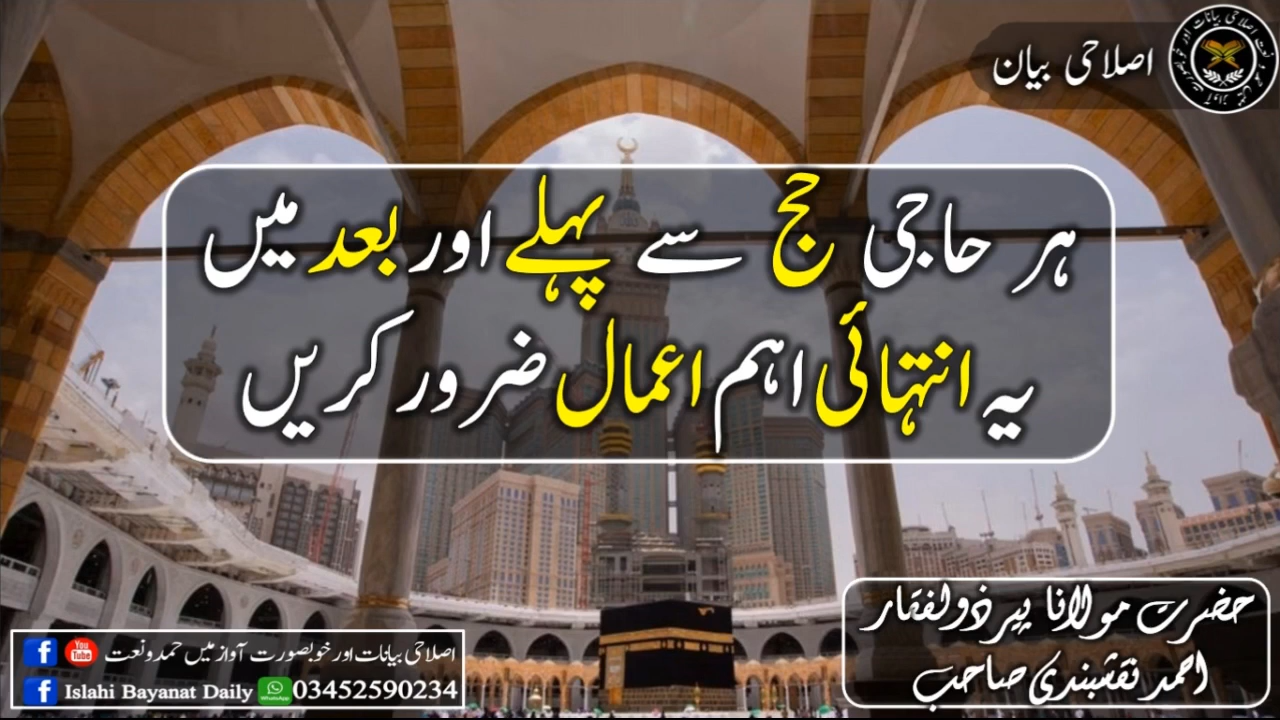 اصلاحی بیان
ہر حاجی حج سے پہلے اور بعد میں
یہ انتہائی اہم اعمال ضرور کریں
حضرت مولانا پیر ذولفقار
احمد نقشبندی صاحب
اصلاحی بیانات اور خوبصورت آواز میں حمد و نعت
Islahi Bayanat Daily 03452590234